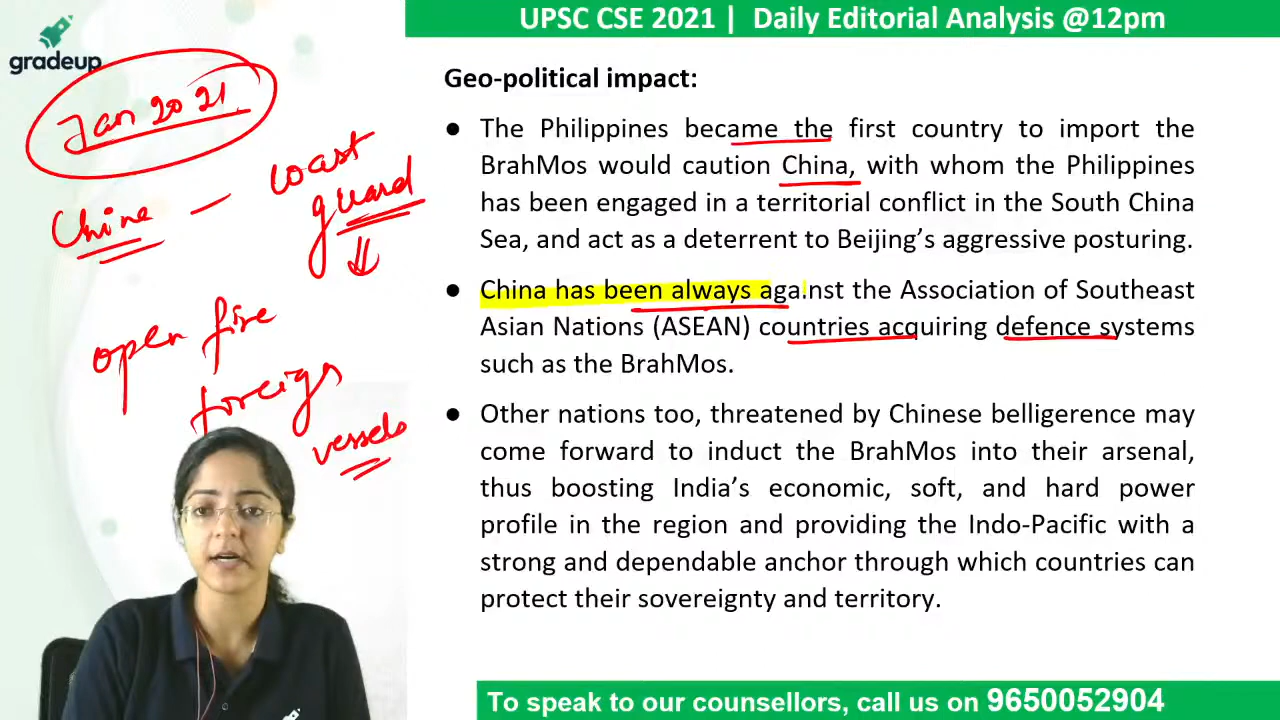 UPSC CSE 2021 | Daily Editorial Analysis @12pm
gradeup
Jan 2021
Chine – coast
guard
open fire
foreign
vessels
Geo-political impact:
● The Philippines became the first country to import the
BrahMos would caution China, with whom the Philippines
has been engaged in a territorial conflict in the South China
Sea, and act as a deterrent to Beijing’s aggressive posturing.
● China has been always against the Association of Southeast
Asian Nations (ASEAN) countries acquiring defence systems
such as the BrahMos.
● Other nations too, threatened by Chinese belligerence may
come forward to induct the BrahMos into their arsenal,
thus boosting India’s economic, soft, and hard power
profile in the region and providing the Indo-Pacific with a
strong and dependable anchor through which countries can
protect their sovereignty and territory.
To speak to our counsellors, call us on 9650052904